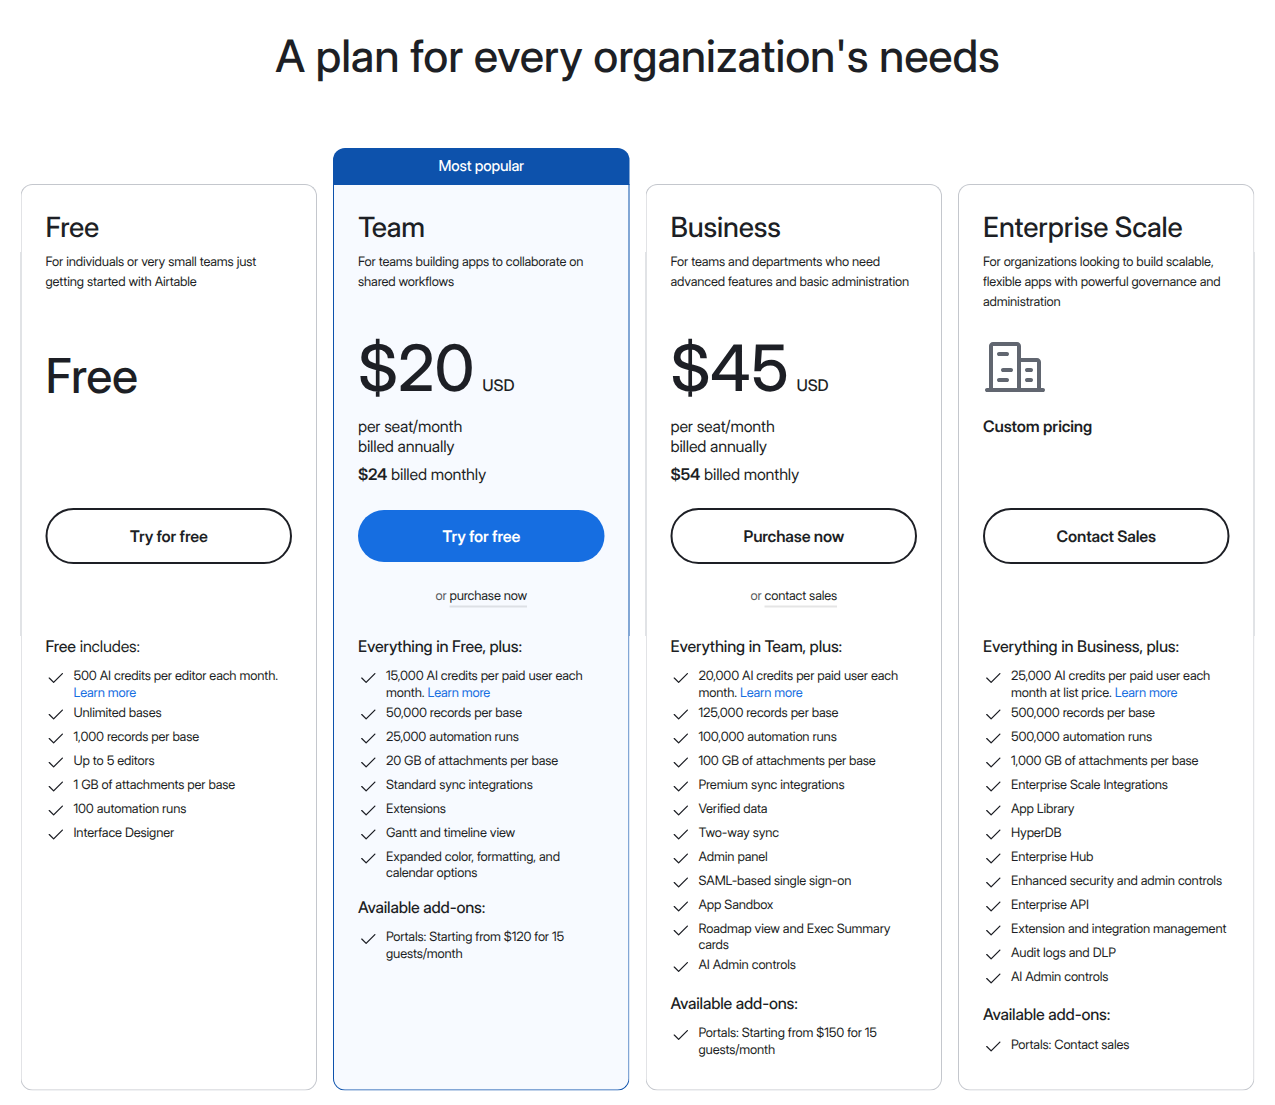 A plan for every organization's needs
Free
For individuals or very small teams just
getting started with Airtable
Free
Try for free
Free includes:
500 AI credits per editor each month.
Learn more
Unlimited bases
1,000 records per base
Up to 5 editors
1 GB of attachments per base
100 automation runs
Interface Designer
Most popular
Team
For teams building apps to collaborate on
shared workflows
$20 USD
per seat/month
billed annually
$24 billed monthly
Try for free
or purchase now
Everything in Free, plus:
15,000 AI credits per paid user each
month. Learn more
50,000 records per base
25,000 automation runs
20 GB of attachments per base
Standard sync integrations
Extensions
Gantt and timeline view
Expanded color, formatting, and
calendar options
Available add-ons:
Portals: Starting from $120 for 15
guests/month
Business
For teams and departments who need
advanced features and basic administration
$45 USD
per seat/month
billed annually
$54 billed monthly
Purchase now
or contact sales
Everything in Team, plus:
20,000 AI credits per paid user each
month. Learn more
125,000 records per base
100,000 automation runs
100 GB of attachments per base
Premium sync integrations
Verified data
Two-way sync
Admin panel
SAML-based single sign-on
App Sandbox
Roadmap view and Exec Summary
cards
AI Admin controls
Available add-ons:
Portals: Starting from $150 for 15
guests/month
Enterprise Scale
For organizations looking to build scalable,
flexible apps with powerful governance and
administration
Custom pricing
Contact Sales
Everything in Business, plus:
25,000 AI credits per paid user each
month at list price. Learn more
500,000 records per base
500,000 automation runs
1,000 GB of attachments per base
Enterprise Scale Integrations
App Library
HyperDB
Enterprise Hub
Enhanced security and admin controls
Enterprise API
Extension and integration management
Audit logs and DLP
AI Admin controls
Available add-ons:
Portals: Contact sales